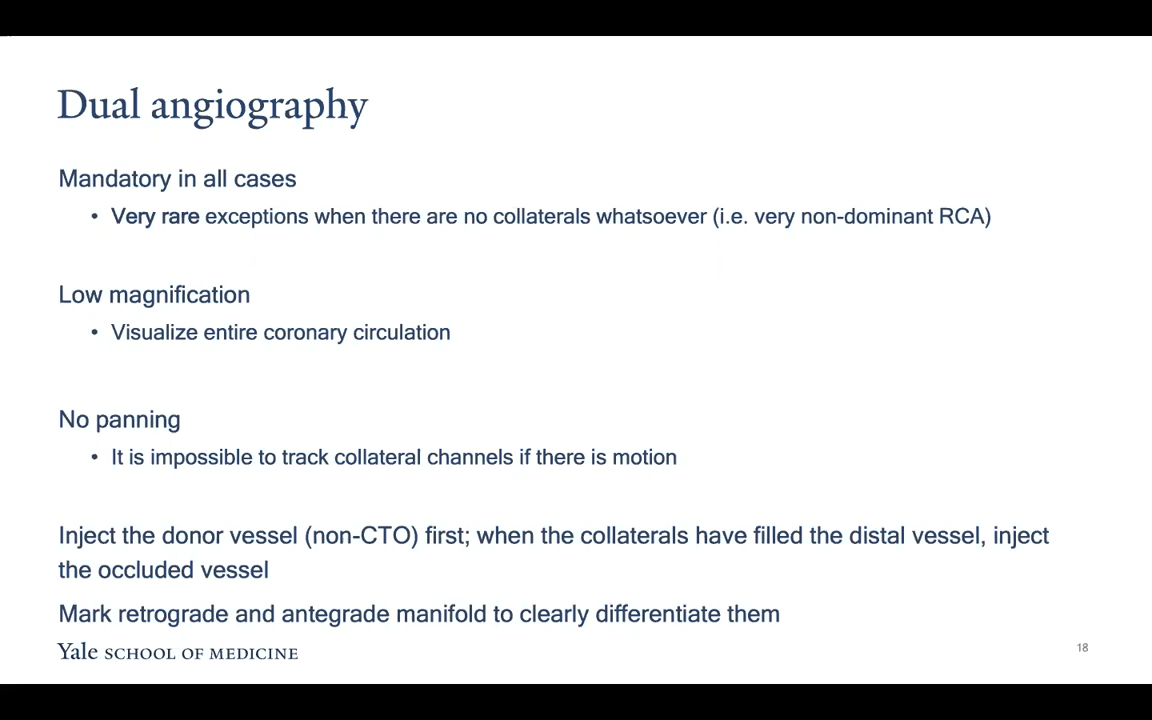 Dual angiography
Mandatory in all cases
• Very rare exceptions when there are no collaterals whatsoever (i.e. very non-dominant RCA)
Low magnification
• Visualize entire coronary circulation
No panning
• It is impossible to track collateral channels if there is motion
Inject the donor vessel (non-CTO) first; when the collaterals have filled the distal vessel, inject
the occluded vessel
Mark retrograde and antegrade manifold to clearly differentiate them
Yale SCHOOL OF MEDICINE
18